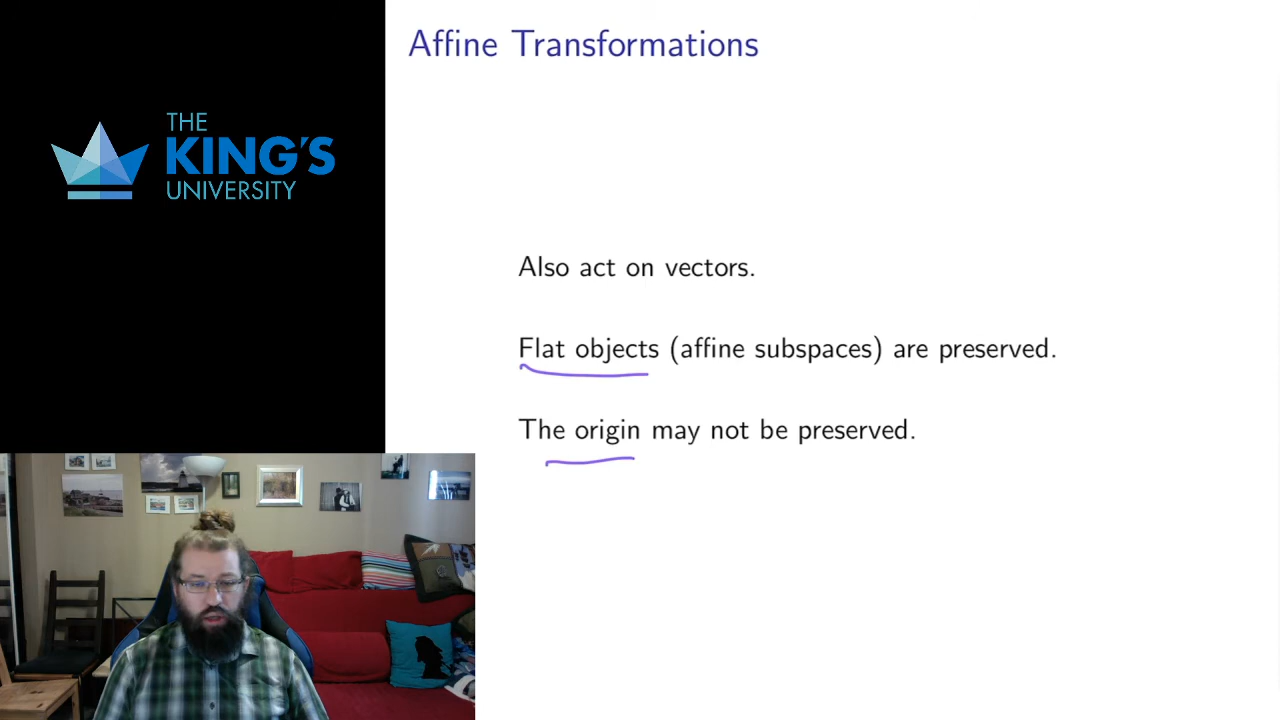 Affine Transformations
THE
KING'S
UNIVERSITY
Also act on vectors.
Flat objects (affine subspaces) are preserved.
The origin may not be preserved.